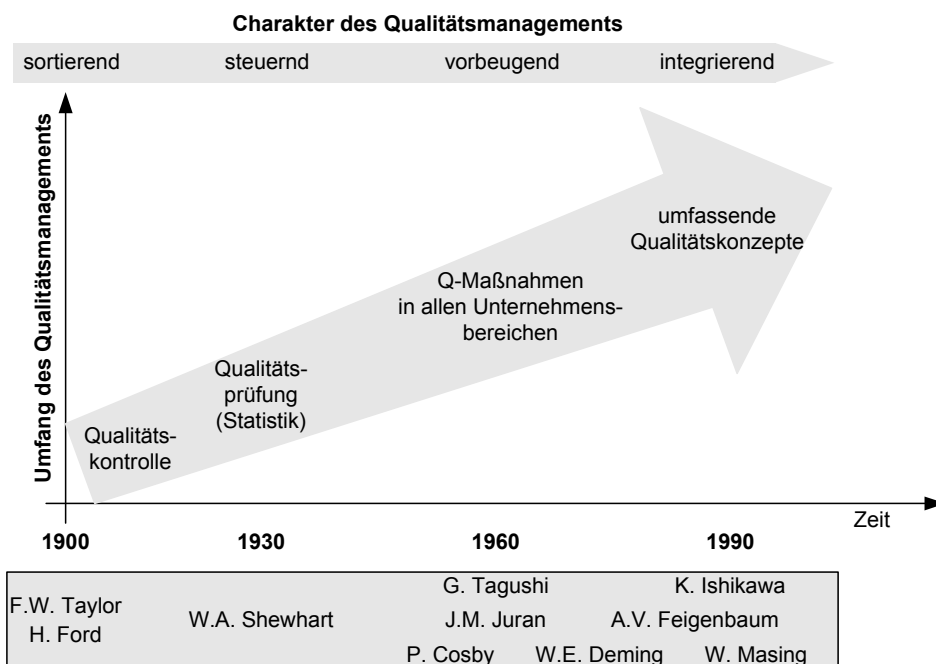 Charakter des Qualitätsmanagements
sortierend steuernd vorbeugend integrierend
Umfang des Qualitätsmanagements
umfassende
Qualitätskonzepte
Q-Maßnahmen
in allen Unternehmens-
bereichen
Qualitäts-
prüfung
(Statistik)
Qualitäts-
kontrolle
Zeit
1900 1930 1960 1990
F.W. Taylor
H. Ford
W.A. Shewhart
G. Tagushi K. Ishikawa
J.M. Juran A.V. Feigenbaum
P. Cosby W.E. Deming W. Masing